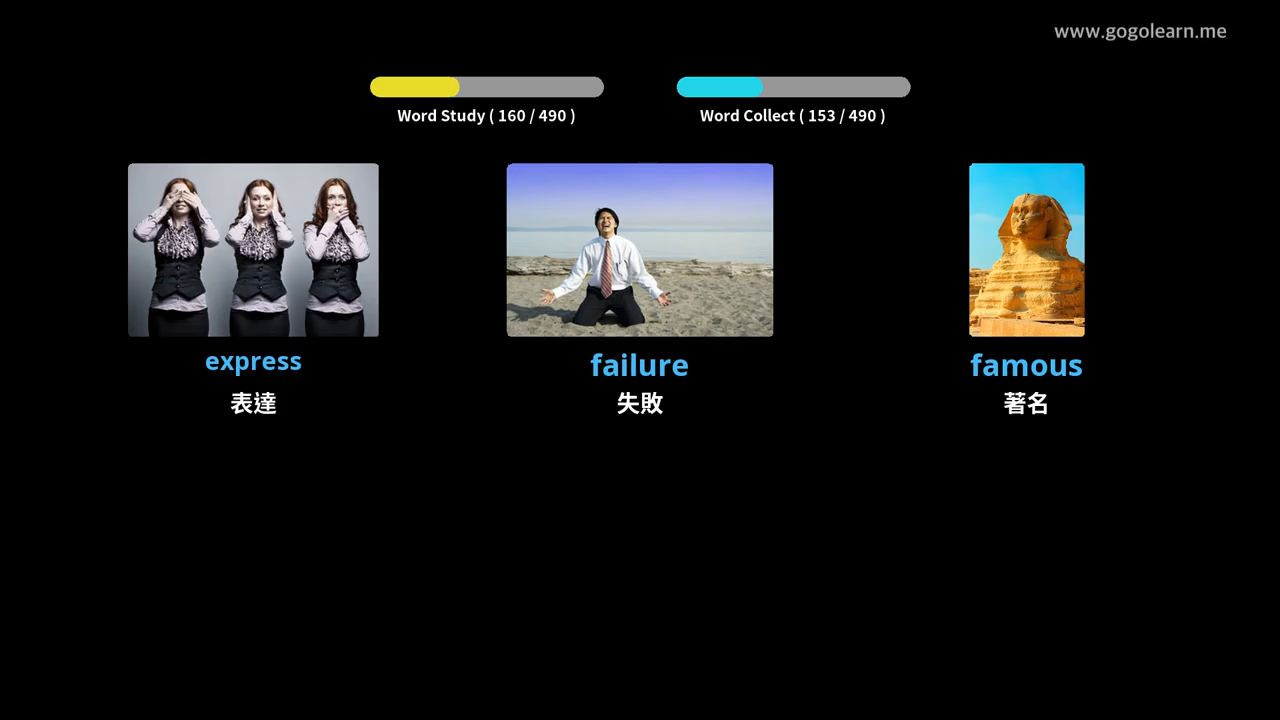 www.gogolearn.me
Word Study ( 160 / 490 )
Word Collect ( 153 / 490 )
express
failure
famous
表達
失敗
著名